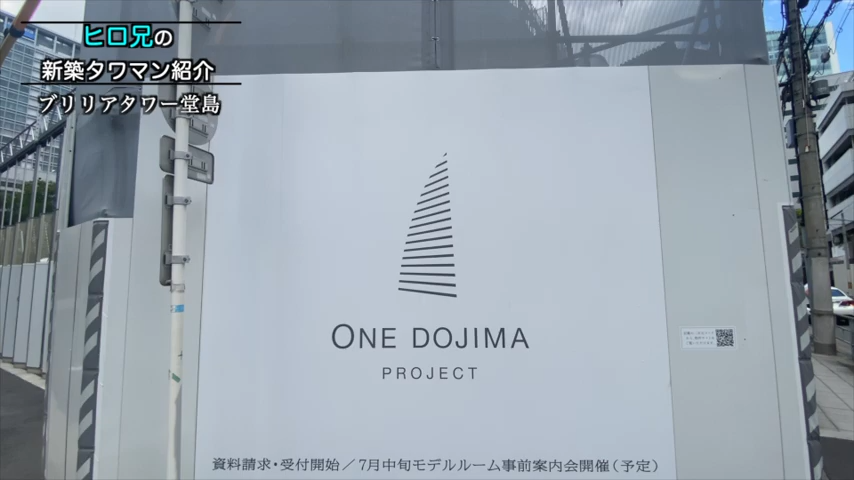 ヒロ兄の
新築タワマン紹介
ブリリアタワー堂島
ONE DOJIMA
PROJECT
資料請求・受付開始／7月中旬モデルルーム事前案内会開催（予定）